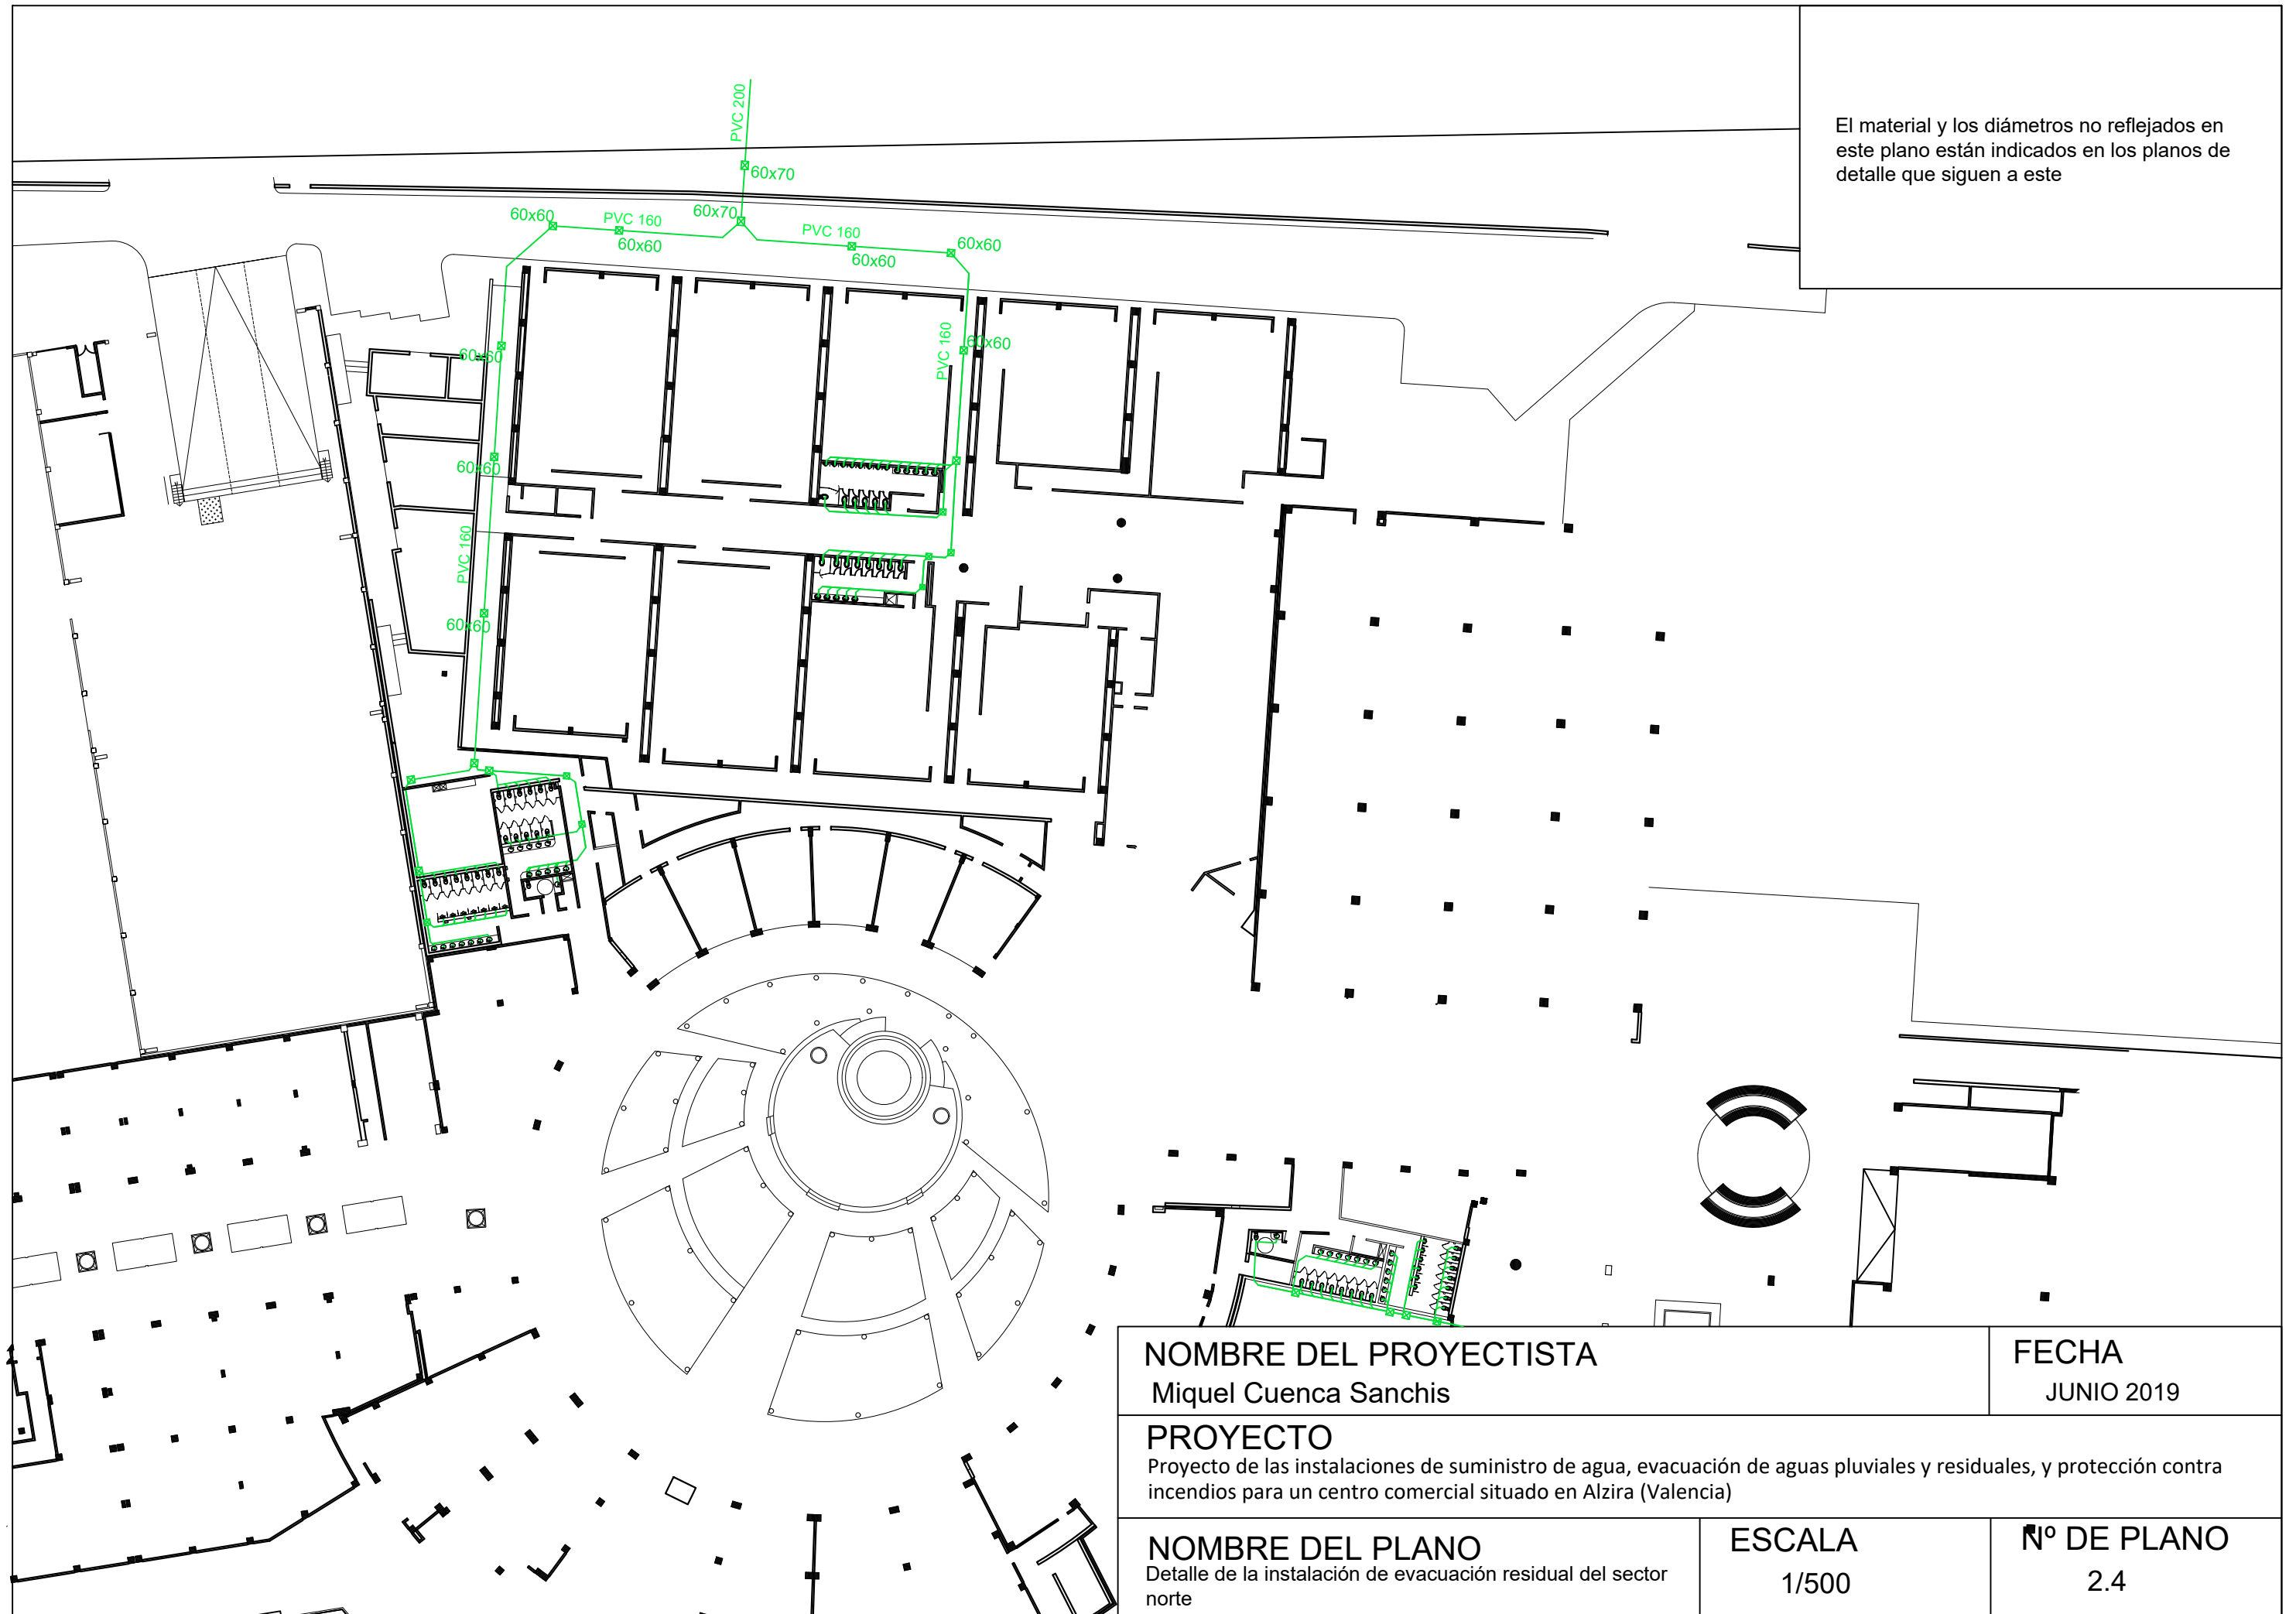 El material y los diámetros no reflejados en
este plano están indicados en los planos de
detalle que siguen a este
PVC 200
60x70
60x60
PVC 160
60x70
60x60
PVC 160
60x60
60x60
60x60
PVC 160
60x60
60x60
PVC 160
60x60
NOMBRE DEL PROYECTISTA
Miquel Cuenca Sanchis
FECHA
JUNIO 2019
PROYECTO
Proyecto de las instalaciones de suministro de agua, evacuación de aguas pluviales y residuales, y protección contra
incendios para un centro comercial situado en Alzira (Valencia)
NOMBRE DEL PLANO
Detalle de la instalación de evacuación residual del sector
norte
ESCALA
1/500
Nº DE PLANO
2.4